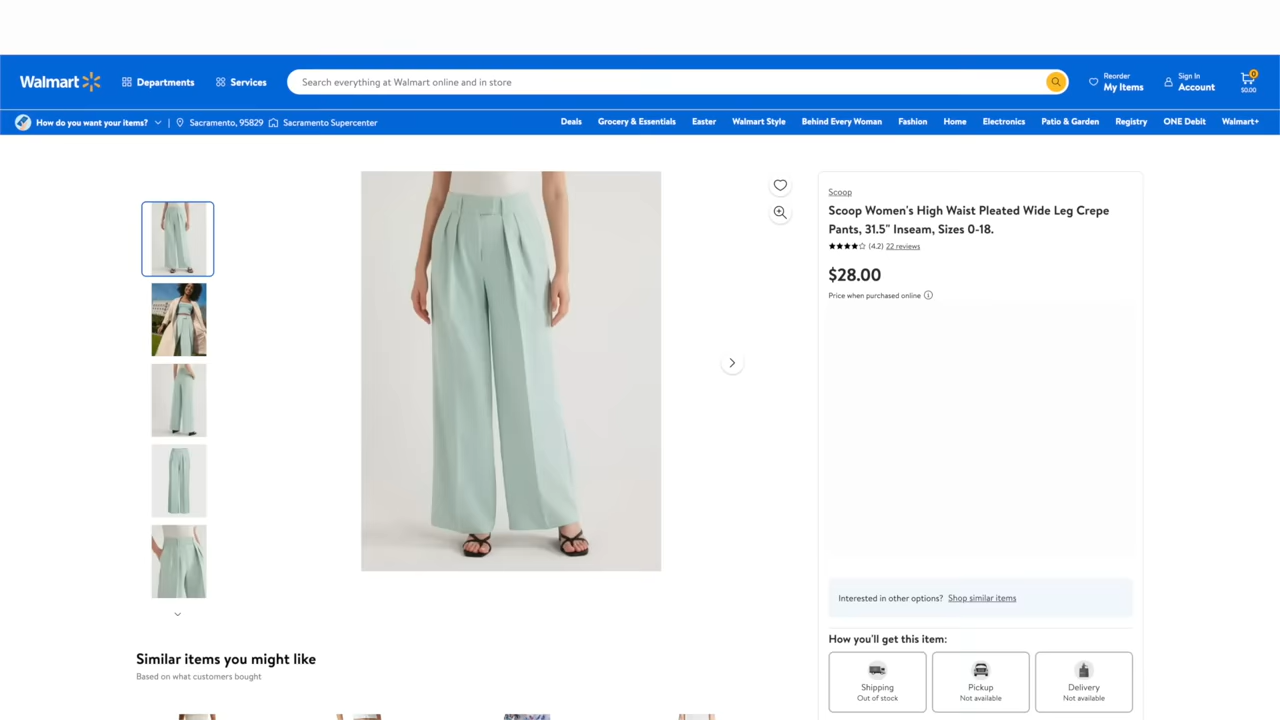 Walmart
Departments
Services
Search everything at Walmart online and in store
Reorder
My Items
Sign In
Account
0
$0.00
How do you want your items?
Sacramento, 95829
Sacramento Supercenter
Deals
Grocery & Essentials
Easter
Walmart Style
Behind Every Woman
Fashion
Home
Electronics
Patio & Garden
Registry
ONE Debit
Walmart+
Scoop
Scoop Women's High Waist Pleated Wide Leg Crepe
Pants, 31.5" Inseam, Sizes 0-18.
(4.2) 22 reviews
$28.00
Price when purchased online
Interested in other options? Shop similar items
How you'll get this item:
Shipping
Out of stock
Pickup
Not available
Delivery
Not available
Similar items you might like
Based on what customers bought